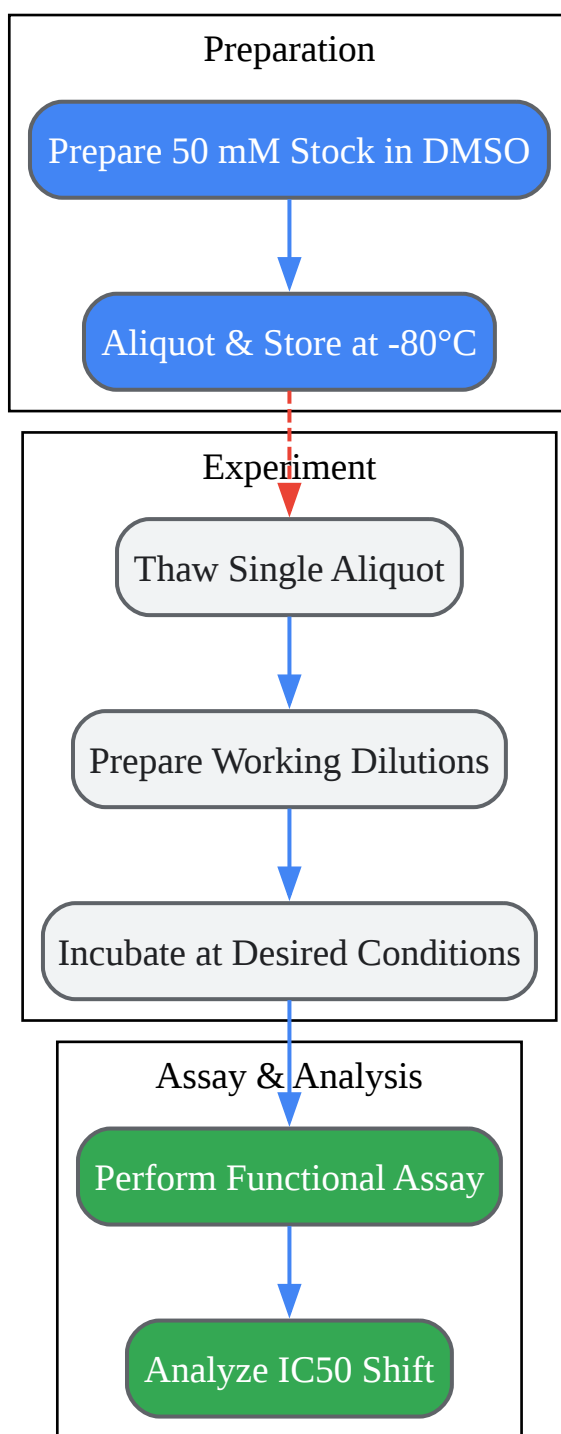 Preparation
Prepare 50 mM Stock in DMSO
Aliquot & Store at -80°C
Experiment
Thaw Single Aliquot
Prepare Working Dilutions
Incubate at Desired Conditions
Assay & Analysis
Perform Functional Assay
Analyze IC50 Shift